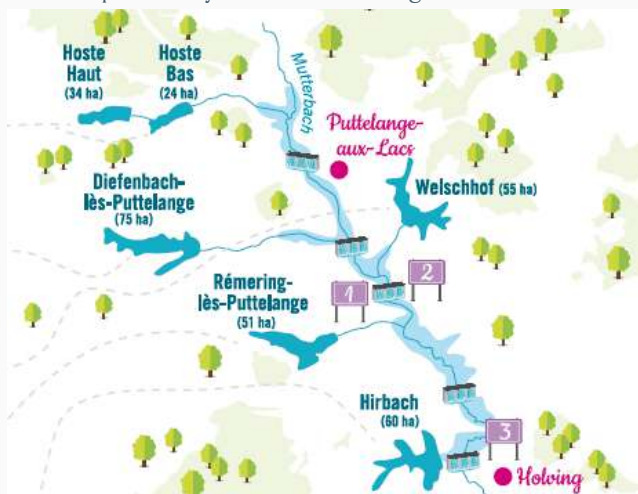 Hoste
Haut
(34 ha)
Hoste
Bas
(24 ha)
Mutterbach
Puttelange-
aux-Lacs
Diefenbach-
lès-Puttelange
(75 ha)
Welschhof (55 ha)
Rémering-
lès-Puttelange
(51 ha)
1
2
Hirbach
(60 ha)
3
Holving